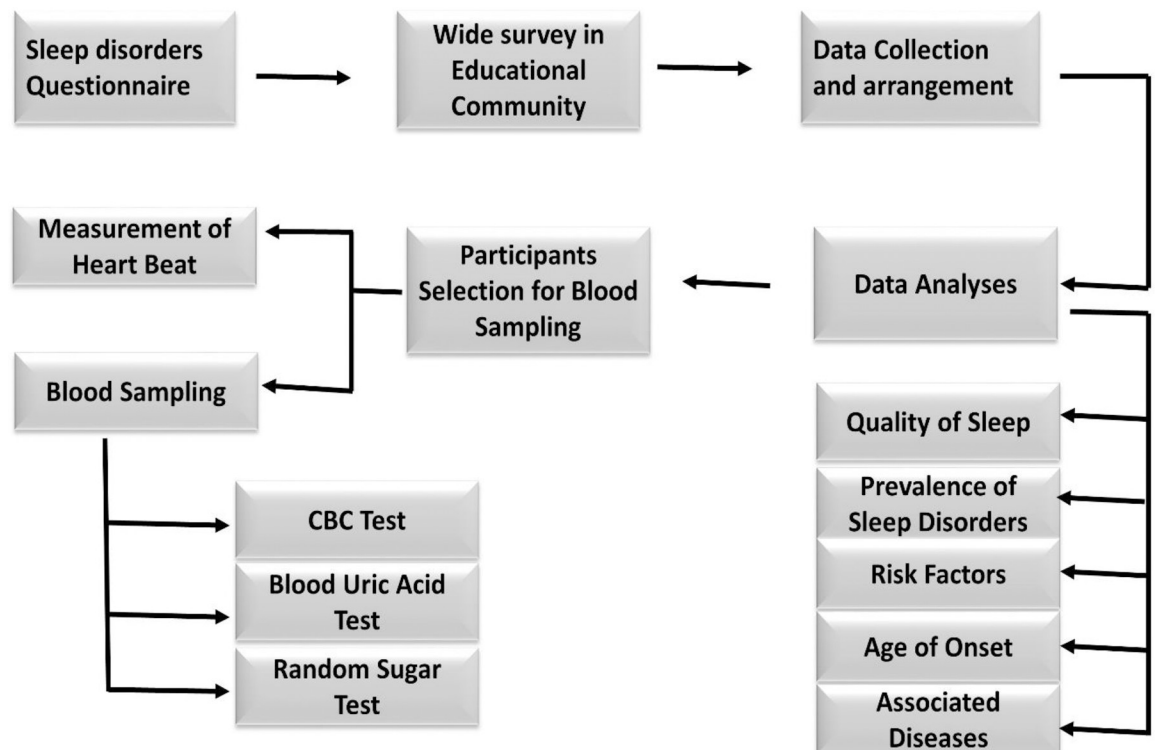 Sleep disorders
Questionnaire
Wide survey in
Educational
Community
Data Collection
and arrangement
Measurement of
Heart Beat
Participants
Selection for Blood
Sampling
Data Analyses
Blood Sampling
Quality of Sleep
Prevalence of
Sleep Disorders
Risk Factors
Age of Onset
Associated
Diseases
CBC Test
Blood Uric Acid
Test
Random Sugar
Test